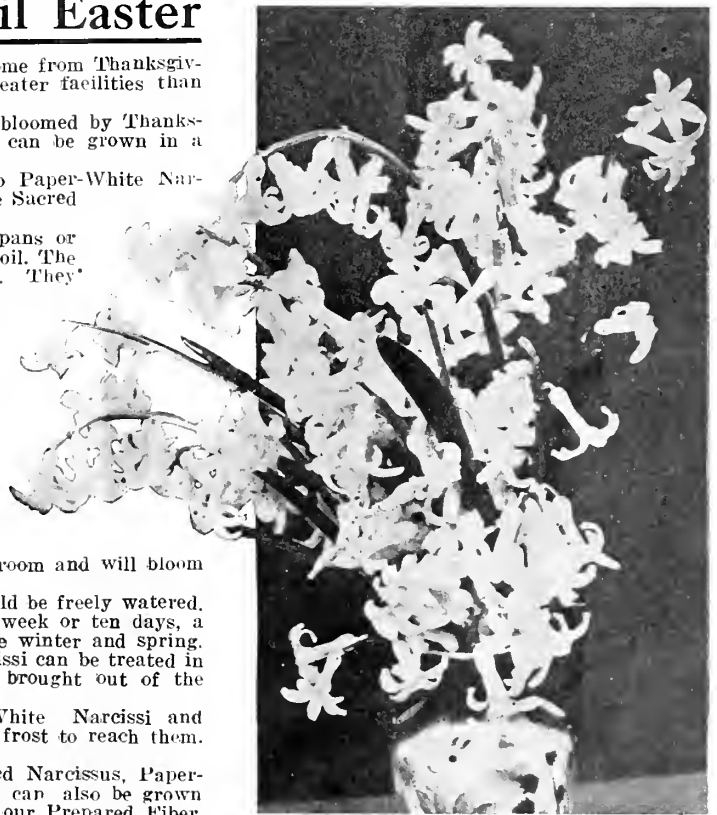 il Easter
me from Thanksgiv-
eater facilities than
bloomed by Thanks-
can be grown in a
o Paper-White Nar-
e Sacred
pans or
oil. The
. They
room and will bloom
ld be freely watered.
week or ten days, a
e winter and spring.
issi can be treated in
brought out of the
White Narcissi and
frost to reach them.
ed Narcissus, Paper-
can also be grown
our Prepared Fiber